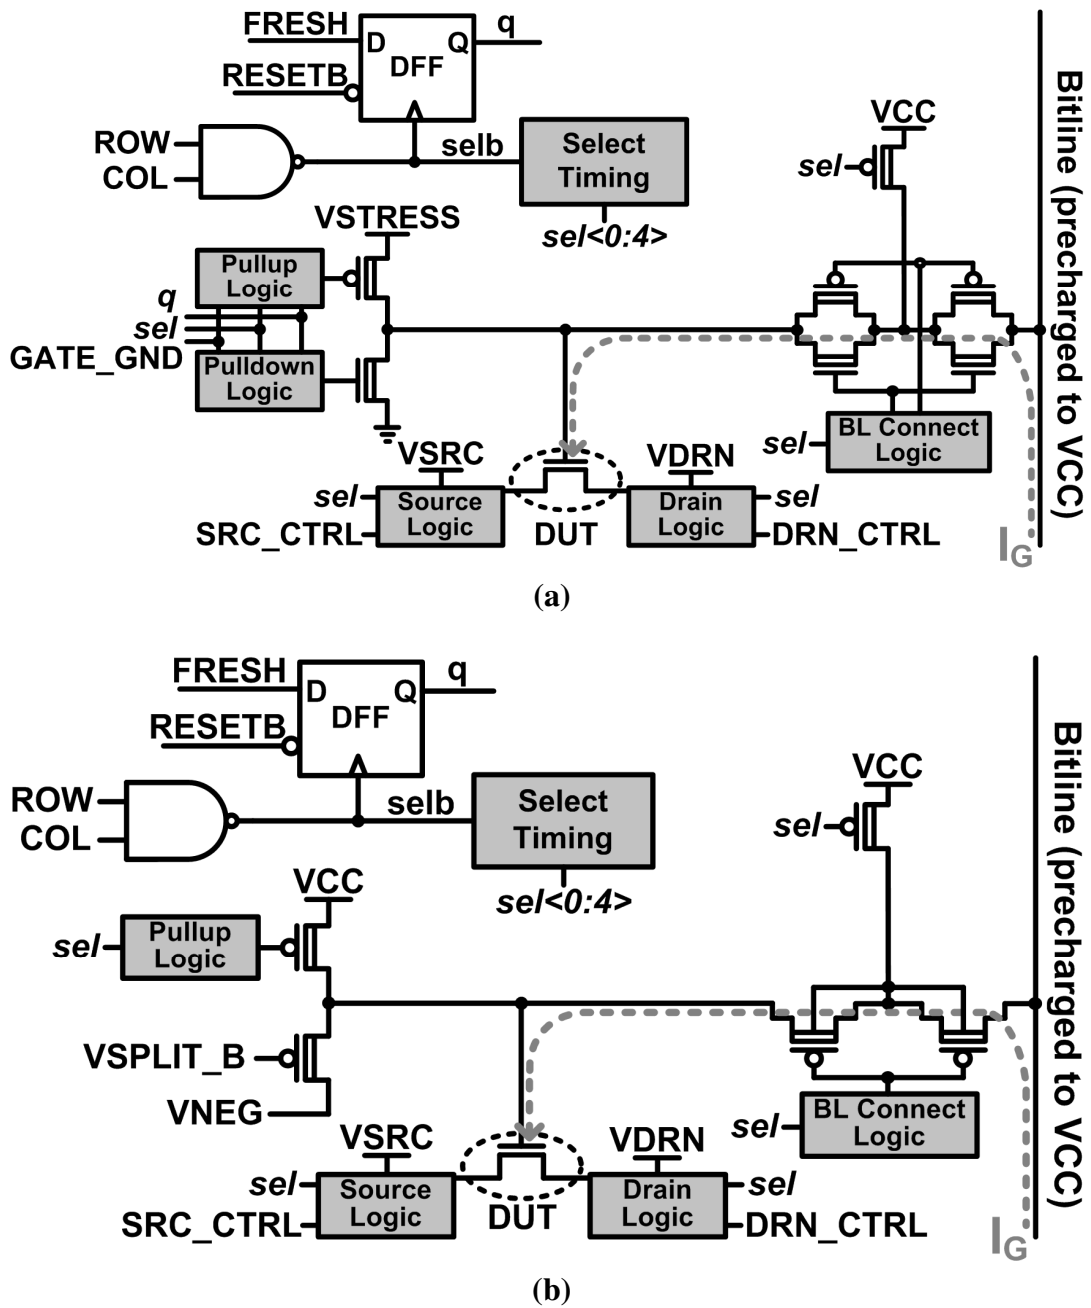 FRESH
q
D
Q
DFF
RESETB
ROW
COL
selb
Select
Timing
sel<0:4>
VCC
sel
Bitline (precharged to VCC)
VSTRESS
Pullup
Logic
q
sel
GATE_GND
Pulldown
Logic
BL Connect
Logic
sel
VSRC
VDRN
sel
Source
Logic
SRC_CTRL
DUT
Drain
Logic
sel
DRN_CTRL
IG
(a)
FRESH
q
D
Q
DFF
RESETB
ROW
COL
selb
Select
Timing
sel<0:4>
VCC
sel
Bitline (precharged to VCC)
VCC
sel
Pullup
Logic
VSPLIT_B
VNEG
BL Connect
Logic
sel
VSRC
VDRN
sel
Source
Logic
SRC_CTRL
DUT
Drain
Logic
sel
DRN_CTRL
IG
(b)